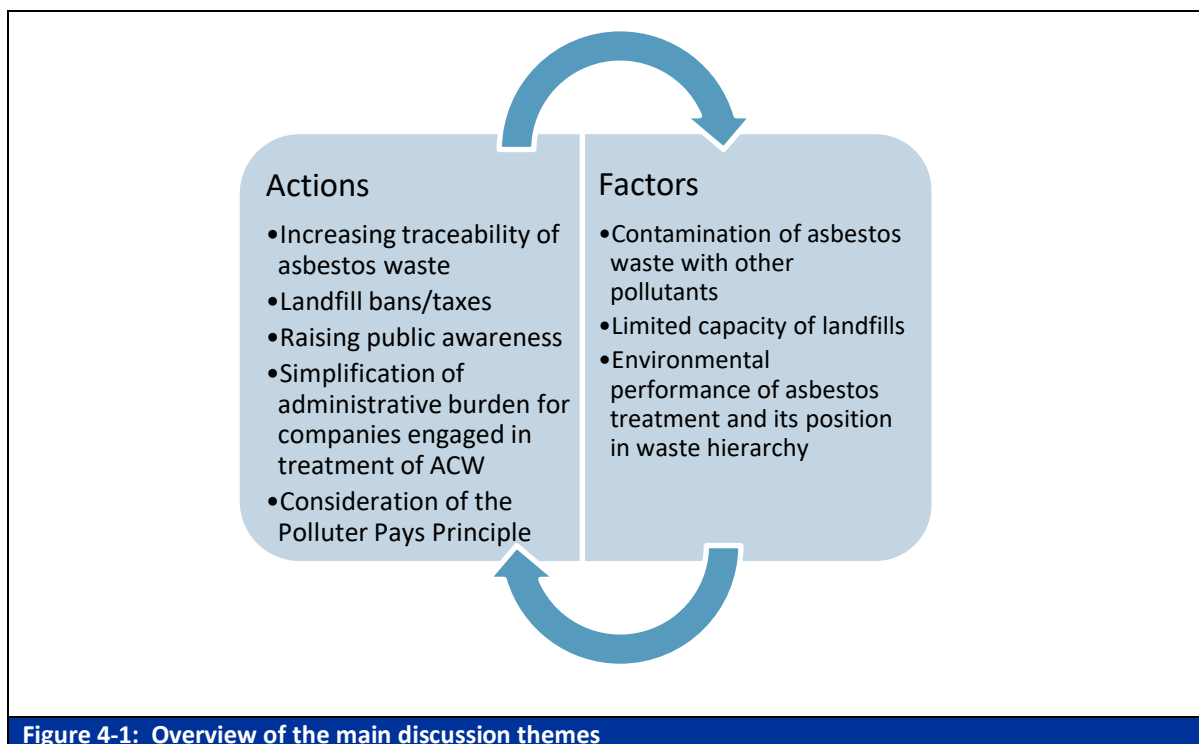 Actions
•Increasing traceability of
asbestos waste
•Landfill bans/taxes
•Raising public awareness
•Simplification of
administrative burden for
companies engaged in
treatment of ACW
•Consideration of the
Polluter Pays Principle
Factors
•Contamination of asbestos
waste with other
pollutants
•Limited capacity of landfills
•Environmental
performance of asbestos
treatment and its position
in waste hierarchy
Figure 4-1: Overview of the main discussion themes